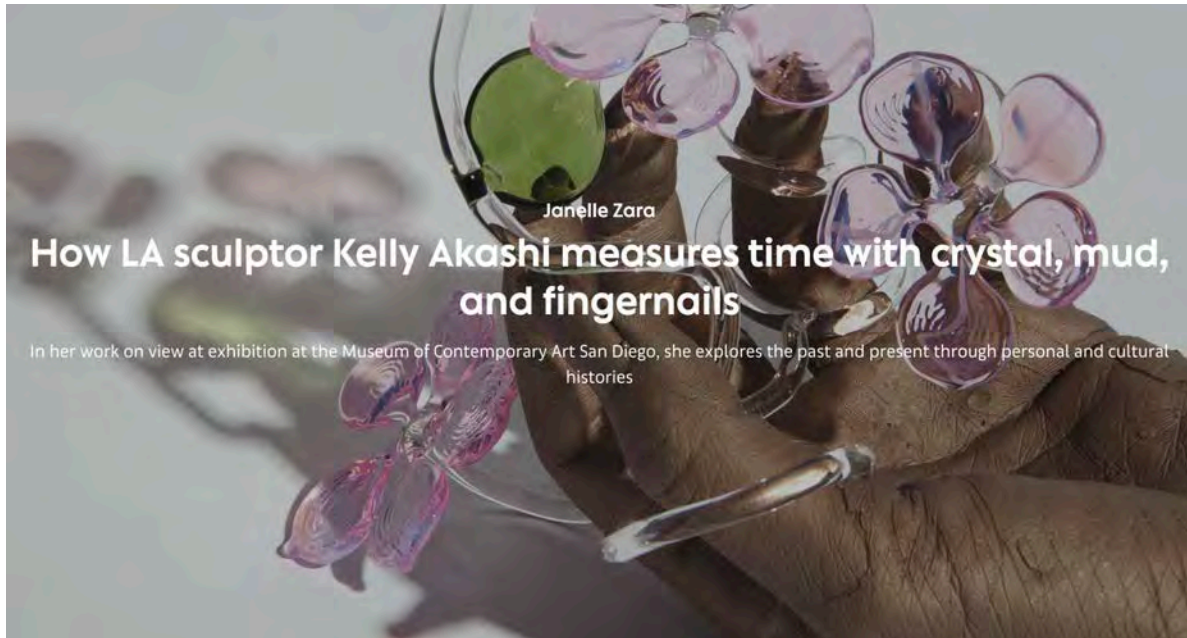 Janelle Zara
How LA sculptor Kelly Akashi measures time with crystal, mud,
and fingernails
In her work on view at exhibition at the Museum of Contemporary Art San Diego, she explores the past and present through personal and cultural
histories